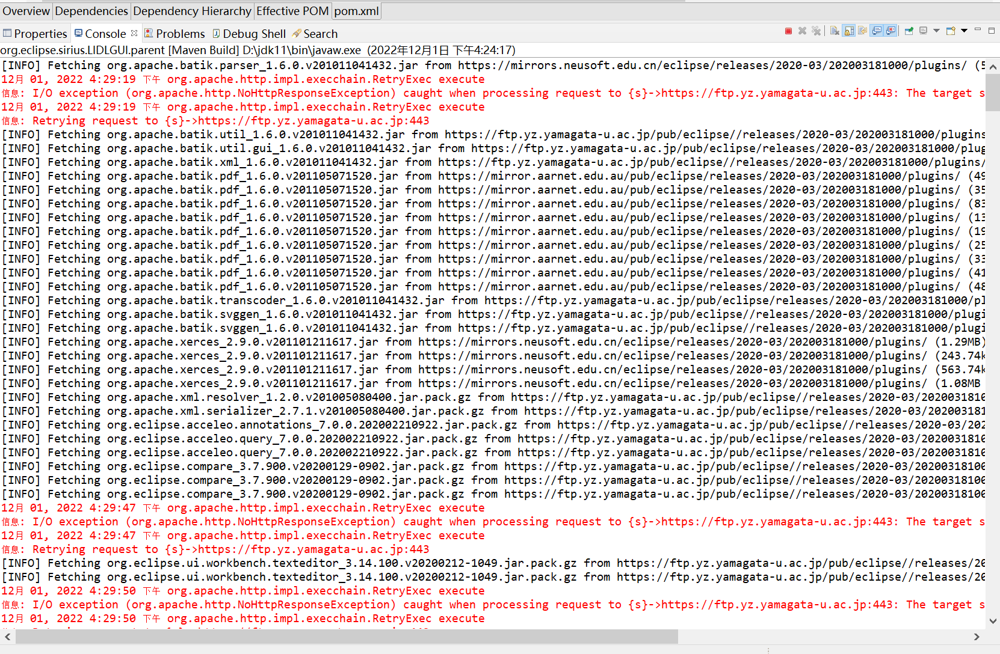 Overview Dependencies Dependency Hierarchy Effective POM pom.xml
Properties Console Problems Debug Shell Search
org.eclipse.sirius.LIDLGUI.parent [Maven Build] D:\jdk11\bin\javaw.exe (2022年12月1日 下午4:24:17)
[INFO] Fetching org.apache.batik.parser_1.6.0.v201011041432.jar from https://mirrors.neusoft.edu.cn/eclipse/releases/2020-03/202003181000/plugins/ (5
12月 01, 2022 4:29:19 下午 org.apache.http.impl.execchain.RetryExec execute
信息: I/O exception (org.apache.http.NoHttpResponseException) caught when processing request to {s}->https://ftp.yz.yamagata-u.ac.jp:443: The target s
12月 01, 2022 4:29:19 下午 org.apache.http.impl.execchain.RetryExec execute
信息: Retrying request to {s}->https://ftp.yz.yamagata-u.ac.jp:443
[INFO] Fetching org.apache.batik.util_1.6.0.v201011041432.jar from https://ftp.yz.yamagata-u.ac.jp/pub/eclipse//releases/2020-03/202003181000/plugins
[INFO] Fetching org.apache.batik.util.gui_1.6.0.v201011041432.jar from https://ftp.yz.yamagata-u.ac.jp/pub/eclipse/releases/2020-03/202003181000/plug
[INFO] Fetching org.apache.batik.xml_1.6.0.v201011041432.jar from https://ftp.yz.yamagata-u.ac.jp/pub/eclipse//releases/2020-03/202003181000/plugins/
[INFO] Fetching org.apache.batik.pdf_1.6.0.v201105071520.jar from https://mirror.aarnet.edu.au/pub/eclipse/releases/2020-03/202003181000/plugins/ (49
[INFO] Fetching org.apache.batik.pdf_1.6.0.v201105071520.jar from https://mirror.aarnet.edu.au/pub/eclipse/releases/2020-03/202003181000/plugins/ (35
[INFO] Fetching org.apache.batik.pdf_1.6.0.v201105071520.jar from https://mirror.aarnet.edu.au/pub/eclipse/releases/2020-03/202003181000/plugins/ (83
[INFO] Fetching org.apache.batik.pdf_1.6.0.v201105071520.jar from https://mirror.aarnet.edu.au/pub/eclipse/releases/2020-03/202003181000/plugins/ (13
[INFO] Fetching org.apache.batik.pdf_1.6.0.v201105071520.jar from https://mirror.aarnet.edu.au/pub/eclipse/releases/2020-03/202003181000/plugins/ (19
[INFO] Fetching org.apache.batik.pdf_1.6.0.v201105071520.jar from https://mirror.aarnet.edu.au/pub/eclipse/releases/2020-03/202003181000/plugins/ (25
[INFO] Fetching org.apache.batik.pdf_1.6.0.v201105071520.jar from https://mirror.aarnet.edu.au/pub/eclipse/releases/2020-03/202003181000/plugins/ (33
[INFO] Fetching org.apache.batik.pdf_1.6.0.v201105071520.jar from https://mirror.aarnet.edu.au/pub/eclipse/releases/2020-03/202003181000/plugins/ (41
[INFO] Fetching org.apache.batik.pdf_1.6.0.v201105071520.jar from https://mirror.aarnet.edu.au/pub/eclipse/releases/2020-03/202003181000/plugins/ (48
[INFO] Fetching org.apache.batik.transcoder_1.6.0.v201011041432.jar from https://ftp.yz.yamagata-u.ac.jp/pub/eclipse/releases/2020-03/202003181000/pl
[INFO] Fetching org.apache.batik.svggen_1.6.0.v201011041432.jar from https://ftp.yz.yamagata-u.ac.jp/pub/eclipse//releases/2020-03/202003181000/plugi
[INFO] Fetching org.apache.batik.svggen_1.6.0.v201011041432.jar from https://ftp.yz.yamagata-u.ac.jp/pub/eclipse//releases/2020-03/202003181000/plugi
[INFO] Fetching org.apache.xerces_2.9.0.v201101211617.jar from https://mirrors.neusoft.edu.cn/eclipse/releases/2020-03/202003181000/plugins/ (1.29MB)
[INFO] Fetching org.apache.xerces_2.9.0.v201101211617.jar from https://mirrors.neusoft.edu.cn/eclipse/releases/2020-03/202003181000/plugins/ (243.74k
[INFO] Fetching org.apache.xerces_2.9.0.v201101211617.jar from https://mirrors.neusoft.edu.cn/eclipse/releases/2020-03/202003181000/plugins/ (563.74k
[INFO] Fetching org.apache.xerces_2.9.0.v201101211617.jar from https://mirrors.neusoft.edu.cn/eclipse/releases/2020-03/202003181000/plugins/ (1.08MB
[INFO] Fetching org.apache.xml.resolver_1.2.0.v201005080400.jar.pack.gz from https://ftp.yz.yamagata-u.ac.jp/pub/eclipse//releases/2020-03/2020031810
[INFO] Fetching org.apache.xml.serializer_2.7.1.v201005080400.jar.pack.gz from https://ftp.yz.yamagata-u.ac.jp/pub/eclipse/releases/2020-03/202003181
[INFO] Fetching org.eclipse.acceleo.annotations_7.0.0.202002210922.jar.pack.gz from https://ftp.yz.yamagata-u.ac.jp/pub/eclipse//releases/2020-03/202
[INFO] Fetching org.eclipse.acceleo.query_7.0.0.202002210922.jar.pack.gz from https://ftp.yz.yamagata-u.ac.jp/pub/eclipse//releases/2020-03/2020031810
[INFO] Fetching org.eclipse.acceleo.query_7.0.0.202002210922.jar.pack.gz from https://ftp.yz.yamagata-u.ac.jp/pub/eclipse//releases/2020-03/2020031810
[INFO] Fetching org.eclipse.compare_3.7.900.v20200129-0902.jar.pack.gz from https://ftp.yz.yamagata-u.ac.jp/pub/eclipse//releases/2020-03/20200318100
[INFO] Fetching org.eclipse.compare_3.7.900.v20200129-0902.jar.pack.gz from https://ftp.yz.yamagata-u.ac.jp/pub/eclipse//releases/2020-03/20200318100
[INFO] Fetching org.eclipse.compare_3.7.900.v20200129-0902.jar.pack.gz from https://ftp.yz.yamagata-u.ac.jp/pub/eclipse//releases/2020-03/20200318100
12月 01, 2022 4:29:47 下午 org.apache.http.impl.execchain.RetryExec execute
信息: I/O exception (org.apache.http.NoHttpResponseException) caught when processing request to {s}->https://ftp.yz.yamagata-u.ac.jp:443: The target s
12月 01, 2022 4:29:47 下午 org.apache.http.impl.execchain.RetryExec execute
信息: Retrying request to {s}->https://ftp.yz.yamagata-u.ac.jp:443
[INFO] Fetching org.eclipse.ui.workbench.texteditor_3.14.100.v20200212-1049.jar.pack.gz from https://ftp.yz.yamagata-u.ac.jp/pub/eclipse//releases/20
[INFO] Fetching org.eclipse.ui.workbench.texteditor_3.14.100.v20200212-1049.jar.pack.gz from https://ftp.yz.yamagata-u.ac.jp/pub/eclipse//releases/20
12月 01, 2022 4:29:50 下午 org.apache.http.impl.execchain.RetryExec execute
信息: I/O exception (org.apache.http.NoHttpResponseException) caught when processing request to {s}->https://ftp.yz.yamagata-u.ac.jp:443: The target s
12月 01, 2022 4:29:50 下午 org.apache.http.impl.execchain.RetryExec execute